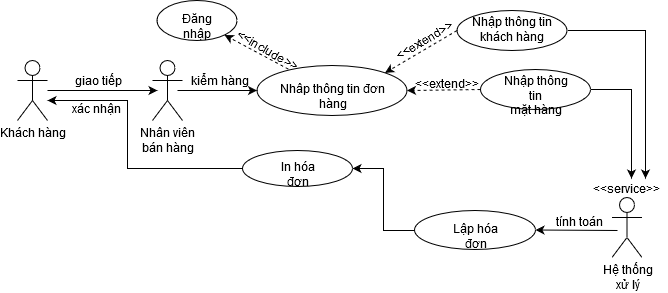 Đăng
nhập
<<include>>
<<extend>>
Nhập thông tin
khách hàng
giao tiếp
kiểm hàng
Nhâp thông tin đơn
hàng
<<extend>>
Nhập thông
tin
mặt hàng
xác nhận
Khách hàng
Nhân viên
bán hàng
In hóa
đơn
<<service>>
Lập hóa
đơn
tính toán
Hệ thống
xử lý